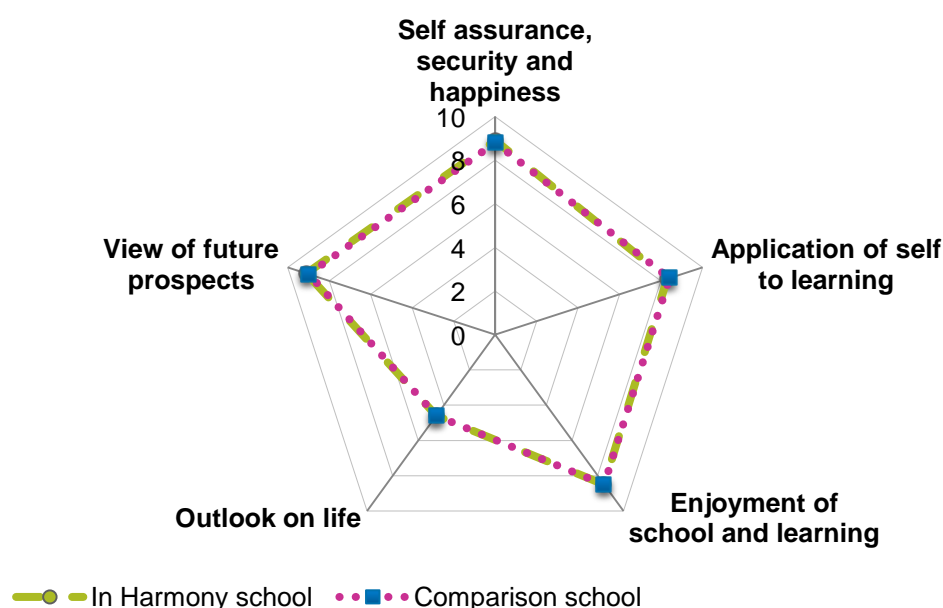 Self assurance,
security and
happiness
10
8
6
4
2
0
View of future
prospects
Application of self
to learning
Outlook on life
Enjoyment of
school and learning
In Harmony school
Comparison school